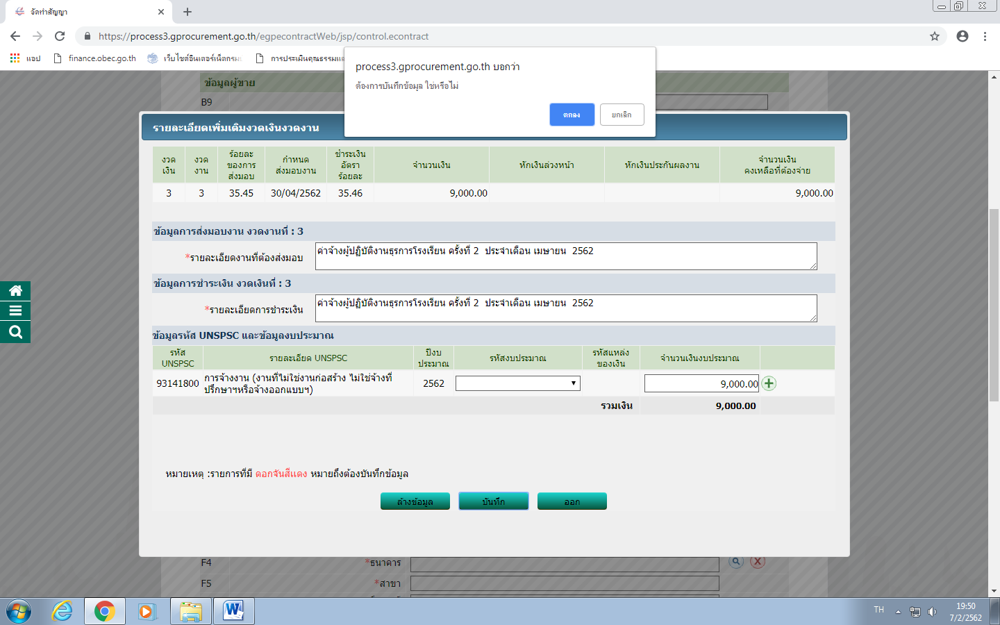 จัดทำสัญญา
https://process3.gprocurement.go.th/egpecontractWeb/jsp/control.econtract
แอป finance.obec.go.th เว็บไซต์อินเตอร์เน็ตกรม การประเมินคุณธรรมแล
process3.gprocurement.go.th บอกว่า
ต้องการบันทึกข้อมูล ใช่หรือไม่
ตกลง ยกเลิก
ข้อมูลผู้ขาย
B9
รายละเอียดเพิ่มเติมงวดเงินงวดงาน
งวดเงิน งวดงาน ร้อยละของการส่งมอบ กำหนดส่งมอบงาน ชำระเงินอัตราร้อยละ จำนวนเงิน หักเงินล่วงหน้า หักเงินประกันผลงาน จำนวนเงินคงเหลือที่ต้องจ่าย
3 3 35.45 30/04/2562 35.46 9,000.00 9,000.00
ข้อมูลการส่งมอบงาน งวดงานที่ : 3
*รายละเอียดงานที่ต้องส่งมอบ ค่าจ้างผู้ปฏิบัติงานธุรการโรงเรียน ครั้งที่ 2 ประจำเดือน เมษายน 2562
ข้อมูลการชำระเงิน งวดเงินที่ : 3
*รายละเอียดการชำระเงิน ค่าจ้างผู้ปฏิบัติงานธุรการโรงเรียน ครั้งที่ 2 ประจำเดือน เมษายน 2562
ข้อมูลรหัส UNSPSC และข้อมูลงบประมาณ
รหัส UNSPSC รายละเอียด UNSPSC ปีงบประมาณ รหัสงบประมาณ รหัสแหล่งของเงิน จำนวนเงินงบประมาณ
93141800 การจ้างงาน (งานที่ไม่ใช่งานก่อสร้าง ไม่ใช่จ้างที่ปรึกษาฯหรือจ้างออกแบบฯ) 2562 9,000.00
รวมเงิน 9,000.00
หมายเหตุ :รายการที่มี ดอกจันสีแดง หมายถึงต้องบันทึกข้อมูล
ล้างข้อมูล บันทึก ออก
F4 *ธนาคาร
F5 *สาขา
TH 19:50
7/2/2562